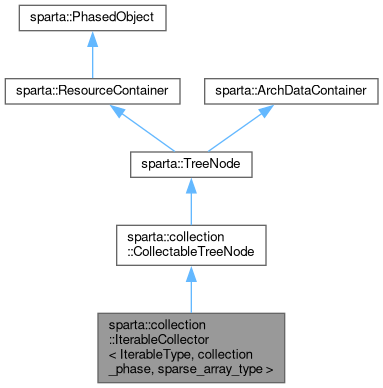 sparta::PhasedObject
sparta::ResourceContainer
sparta::ArchDataContainer
sparta::TreeNode
sparta::collection
::CollectableTreeNode
sparta::collection
::IterableCollector
< IterableType, collection
_phase, sparse_array_type >